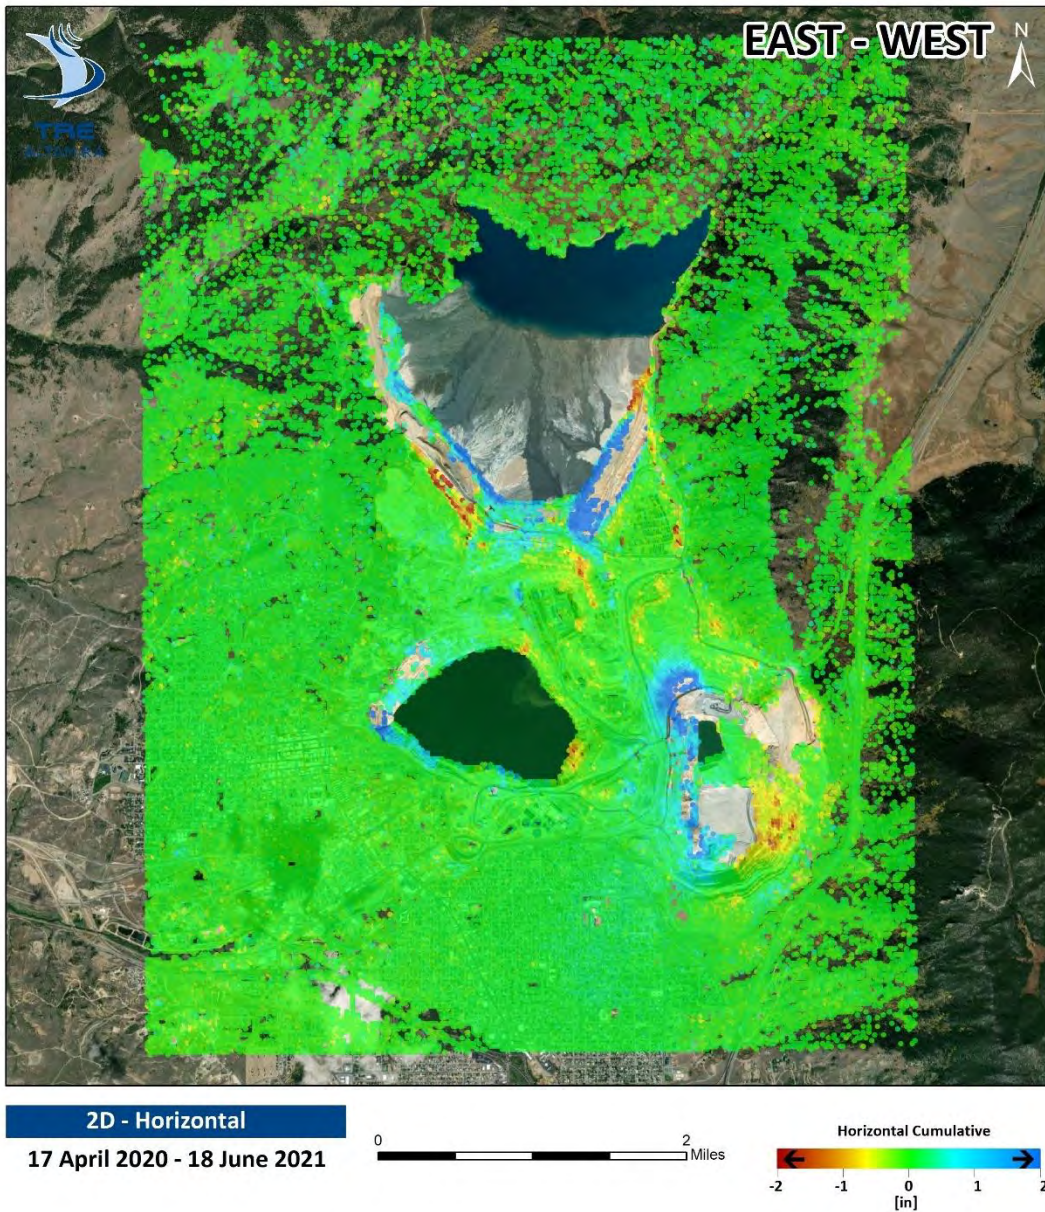 EAST - WEST
N
TRE
ALTAMIRA
2D - Horizontal
17 April 2020 - 18 June 2021
0 2
Miles
Horizontal Cumulative
-2 -1 0 1 2
[in]